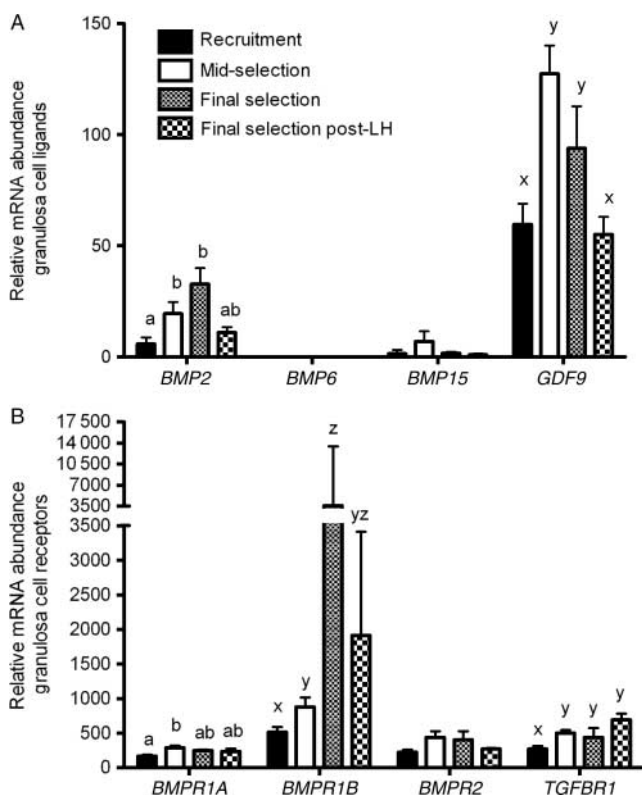 A
Relative mRNA abundance
granulosa cell ligands
150
100
50
0
Recruitment
Mid-selection
Final selection
Final selection post-LH
a
b
b
ab
x
y
y
x
BMP2
BMP6
BMP15
GDF9
B
Relative mRNA abundance
granulosa cell receptors
17 500
14 000
10 500
7000
3500
3500
3000
2500
2000
1500
1000
500
0
a
b
ab
ab
x
y
z
yz
x
y
y
y
BMPR1A
BMPR1B
BMPR2
TGFBR1